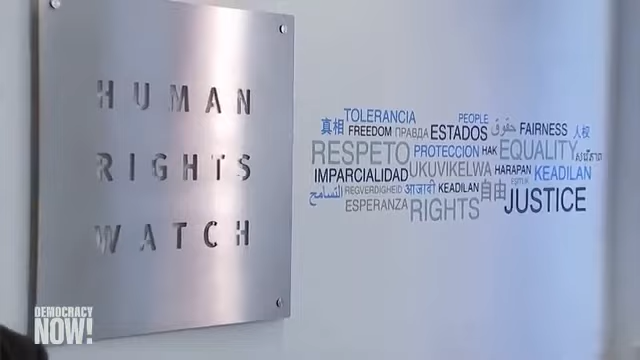 HUMAN
RIGHTS
WATCH
TOLERANCIA PEOPLE
真相 FREEDOM ПРАВДА ESTADOS حقوق FAIRNESS 人权
RESPETO PROTECCION HAK EQUALITY
IMPARCIALIDAD UKUVIKELWA HARAPAN KEADILAN
التسامح REGVERDIGHEID आजादी KEADILAN 自由 JUSTICE
ESPERANZA RIGHTS
DEMOCRACY
NOW!